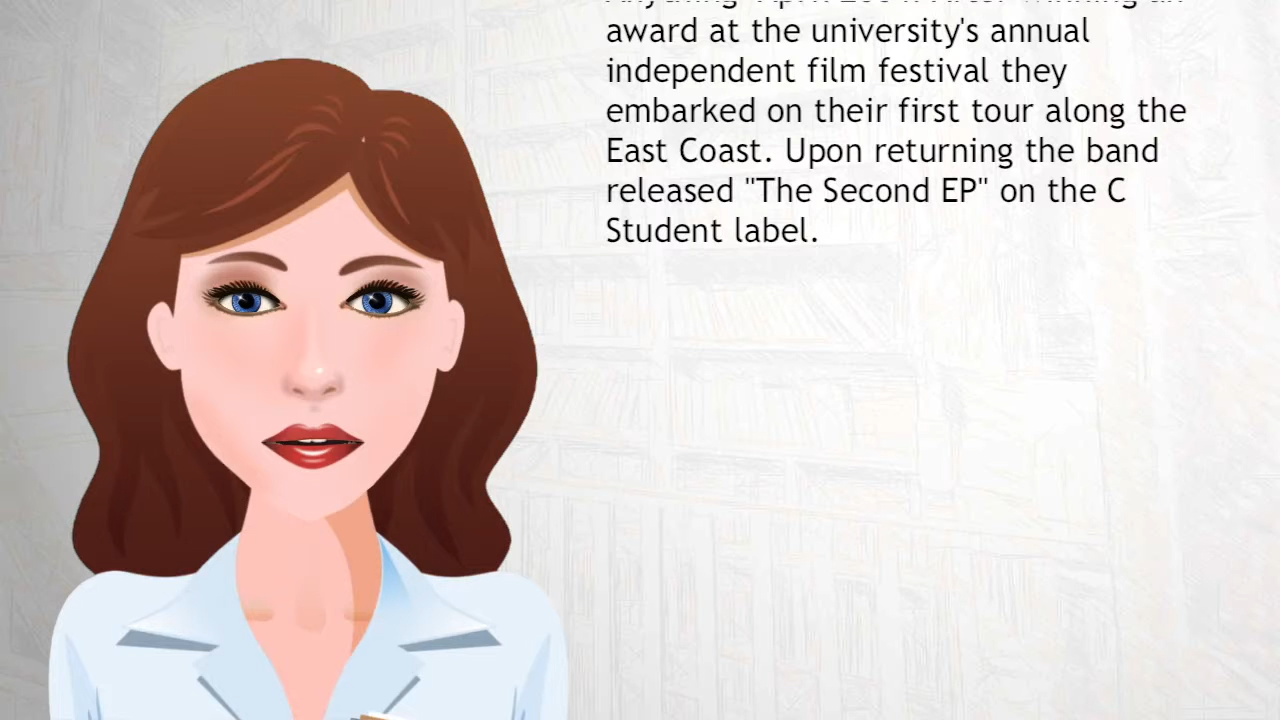 award at the university's annual
independent film festival they
embarked on their first tour along the
East Coast. Upon returning the band
released "The Second EP" on the C
Student label.